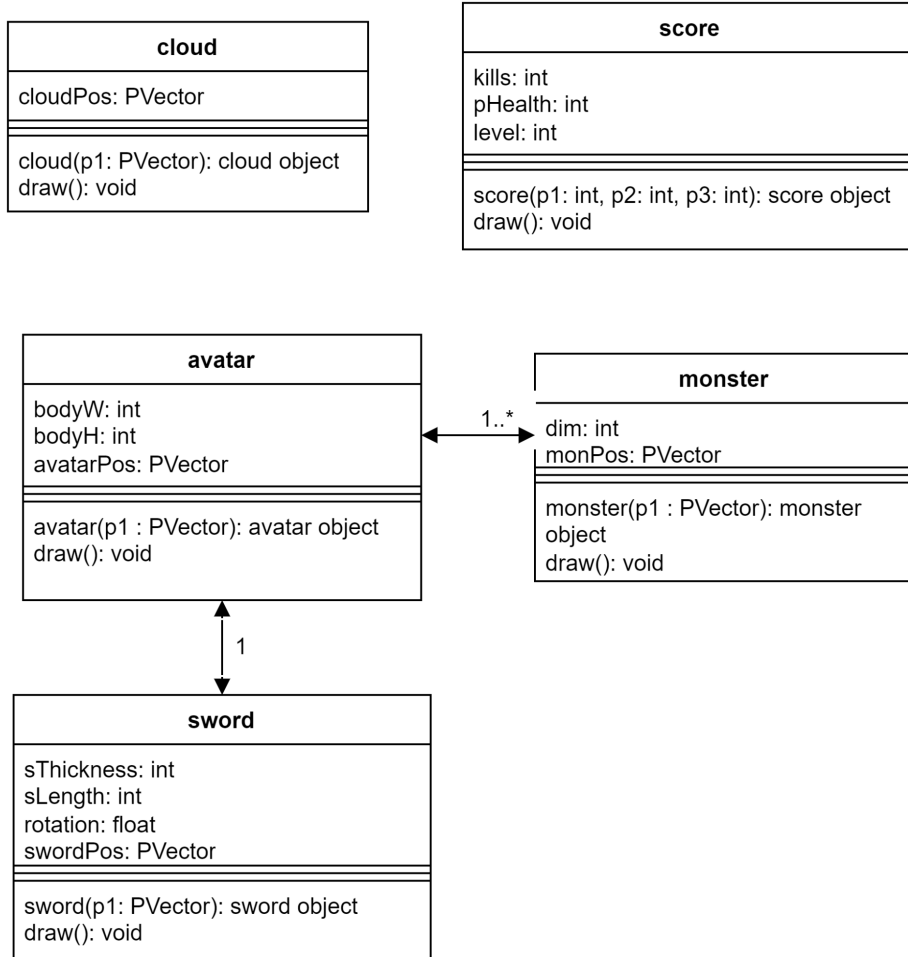 cloud
cloudPos: PVector
cloud(p1: PVector): cloud object
draw(): void
score
kills: int
pHealth: int
level: int
score(p1: int, p2: int, p3: int): score object
draw(): void
avatar
bodyW: int
bodyH: int
avatarPos: PVector
avatar(p1 : PVector): avatar object
draw(): void
1..*
monster
dim: int
monPos: PVector
monster(p1 : PVector): monster
object
draw(): void
1
sword
sThickness: int
sLength: int
rotation: float
swordPos: PVector
sword(p1: PVector): sword object
draw(): void